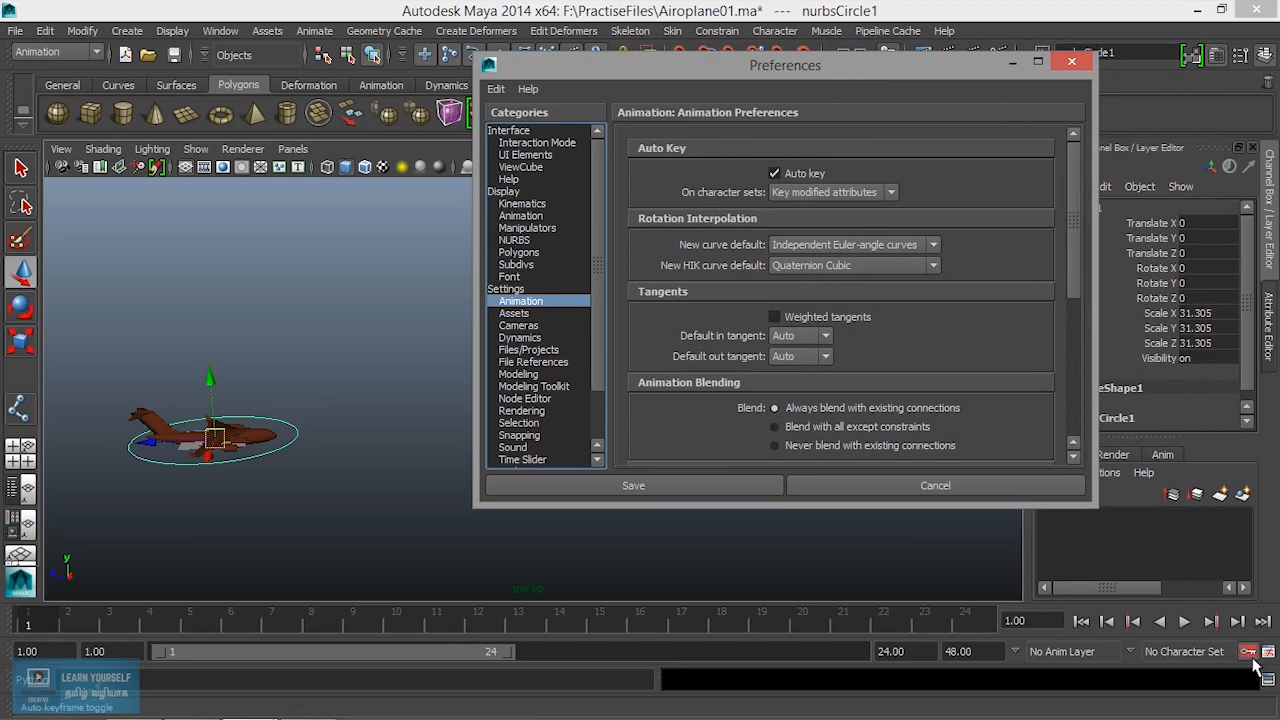 Autodesk Maya 2014 x64: F:\PractiseFiles\Airoplane01.ma* --- nurbsCircle1
File Edit Modify Create Display Window Assets Animate Geometry Cache Create Deformers Edit Deformers Skeleton Skin Constrain Character Muscle Pipeline Cache Help
Animation Objects
General Curves Surfaces Polygons Deformation Animation Dynamics
View Shading Lighting Show Renderer Panels
Preferences
Edit Help
Categories
Interface
Interaction Mode
UI Elements
ViewCube
Help
Display
Kinematics
Animation
Manipulators
NURBS
Polygons
Subdivs
Font
Settings
Animation
Assets
Cameras
Dynamics
Files/Projects
File References
Modeling
Modeling Toolkit
Node Editor
Rendering
Selection
Snapping
Sound
Time Slider
Animation: Animation Preferences
Auto Key
Auto key
On character sets: Key modified attributes
Rotation Interpolation
New curve default: Independent Euler-angle curves
New HIK curve default: Quaternion Cubic
Tangents
Weighted tangents
Default in tangent: Auto
Default out tangent: Auto
Animation Blending
Blend: Always blend with existing connections
Blend with all except constraints
Never blend with existing connections
Save Cancel
nel Box / Layer Editor
dit Object Show
Translate X 0
Translate Y 0
Translate Z 0
Rotate X 0
Rotate Y 0
Rotate Z 0
Scale X 31.305
Scale Y 31.305
Scale Z 31.305
Visibility on
eShape1
Circle1
Render Anim
tions Help
Channel Box / Layer Editor
Attribute Editor
y
persp
1 2 3 4 5 6 7 8 9 10 11 12 13 14 15 16 17 18 19 20 21 22 23 24
1 1.00
1.00 1.00 1 24 24.00 48.00 No Anim Layer No Character Set
Python
LEARN YOURSELF
தமிழ் வழியாக
CREATIVE
Auto keyframe toggle